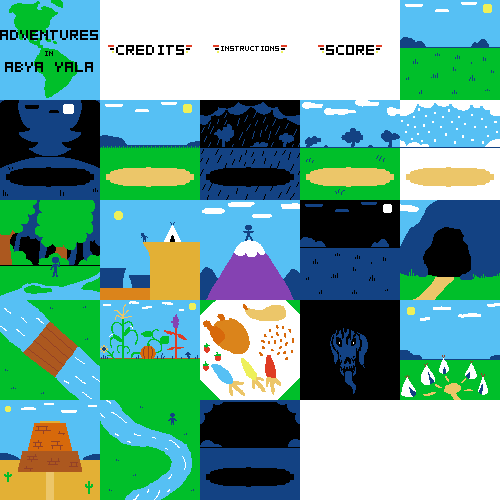 ADVENTURES
IN
ABYA YALA
CREDITS
INSTRUCTIONS
SCORE